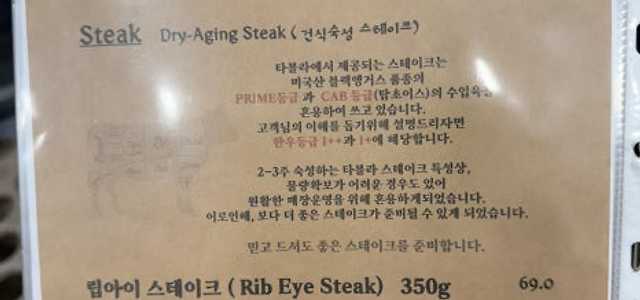 Steak Dry-Aging Steak ( 건식숙성 스테이크)
타볼라에서 제공되는 스테이크는
미국산 블랙앵거스 품종의
PRIME등급 과 CAB 등급(탑초이스)의 수입육을
혼용하여 쓰고 있습니다.
고객님의 이해를 돕기위해 설명드리자면
한우등급 1++과 1+에 해당합니다.
2-3주 숙성하는 타볼라 스테이크 특성상,
물량확보가 어려운 경우도 있어
원활한 매장운영을 위해 혼용하게되었습니다.
이로인해, 보다 더 좋은 스테이크가 준비될 수 있게 되었습니다.
믿고 드셔도 좋은 스테이크를 준비합니다.
립아이 스테이크 ( Rib Eye Steak) 350g 69.0